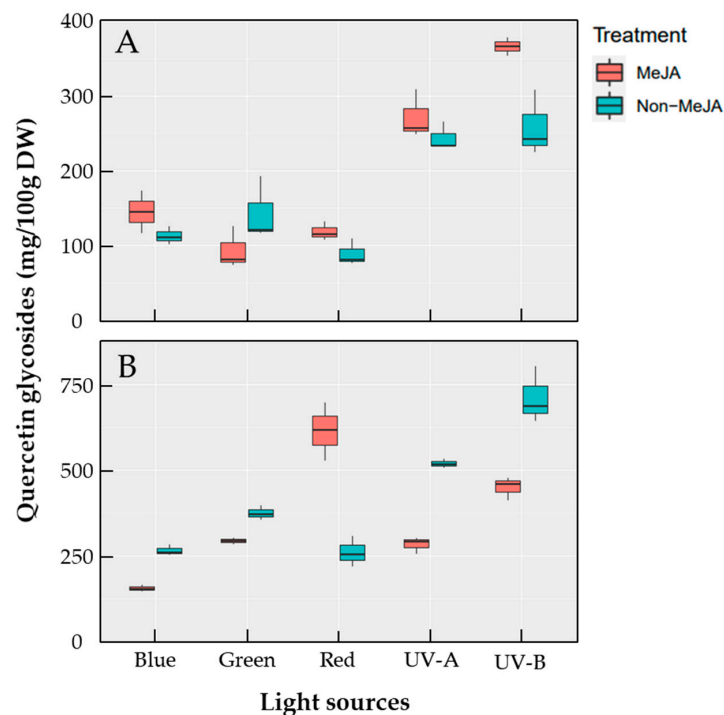 A
400
300
200
100
0
Treatment
MeJA
Non-MeJA
Quercetin glycosides (mg/100g DW)
B
750
500
250
0
Blue Green Red UV-A UV-B
Light sources